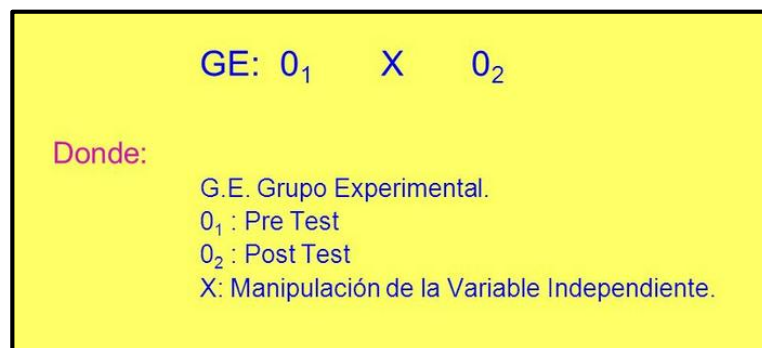 GE: 0₁ X 0₂
Donde:
G.E. Grupo Experimental.
0₁ : Pre Test
0₂ : Post Test
X: Manipulación de la Variable Independiente.